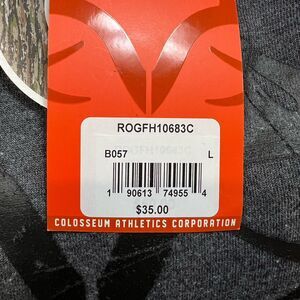 ROGFH10683C
B057 L
1 90613 74955 4
$35.00
COLOSSEUM ATHLETICS CORPORATION